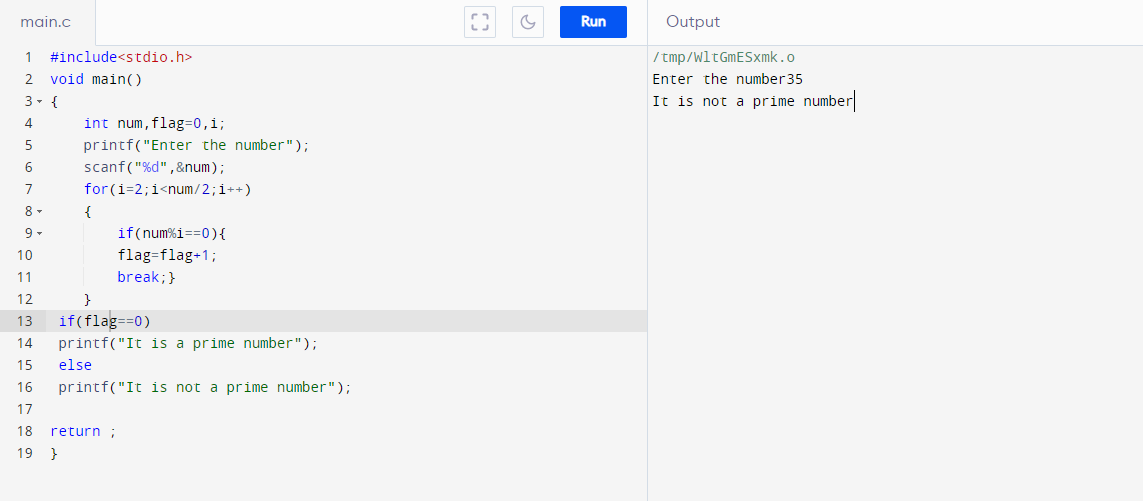 main.c
Run
Output
1 #include<stdio.h>
2 void main()
3 {
4 int num,flag=0,i;
5 printf("Enter the number");
6 scanf("%d",&num);
7 for(i=2;i<num/2;i++)
8 {
9 if(num%i==0){
10 flag=flag+1;
11 break;}
12 }
13 if(flag==0)
14 printf("It is a prime number");
15 else
16 printf("It is not a prime number");
17
18 return ;
19 }
/tmp/WltGmESxmk.o
Enter the number35
It is not a prime number